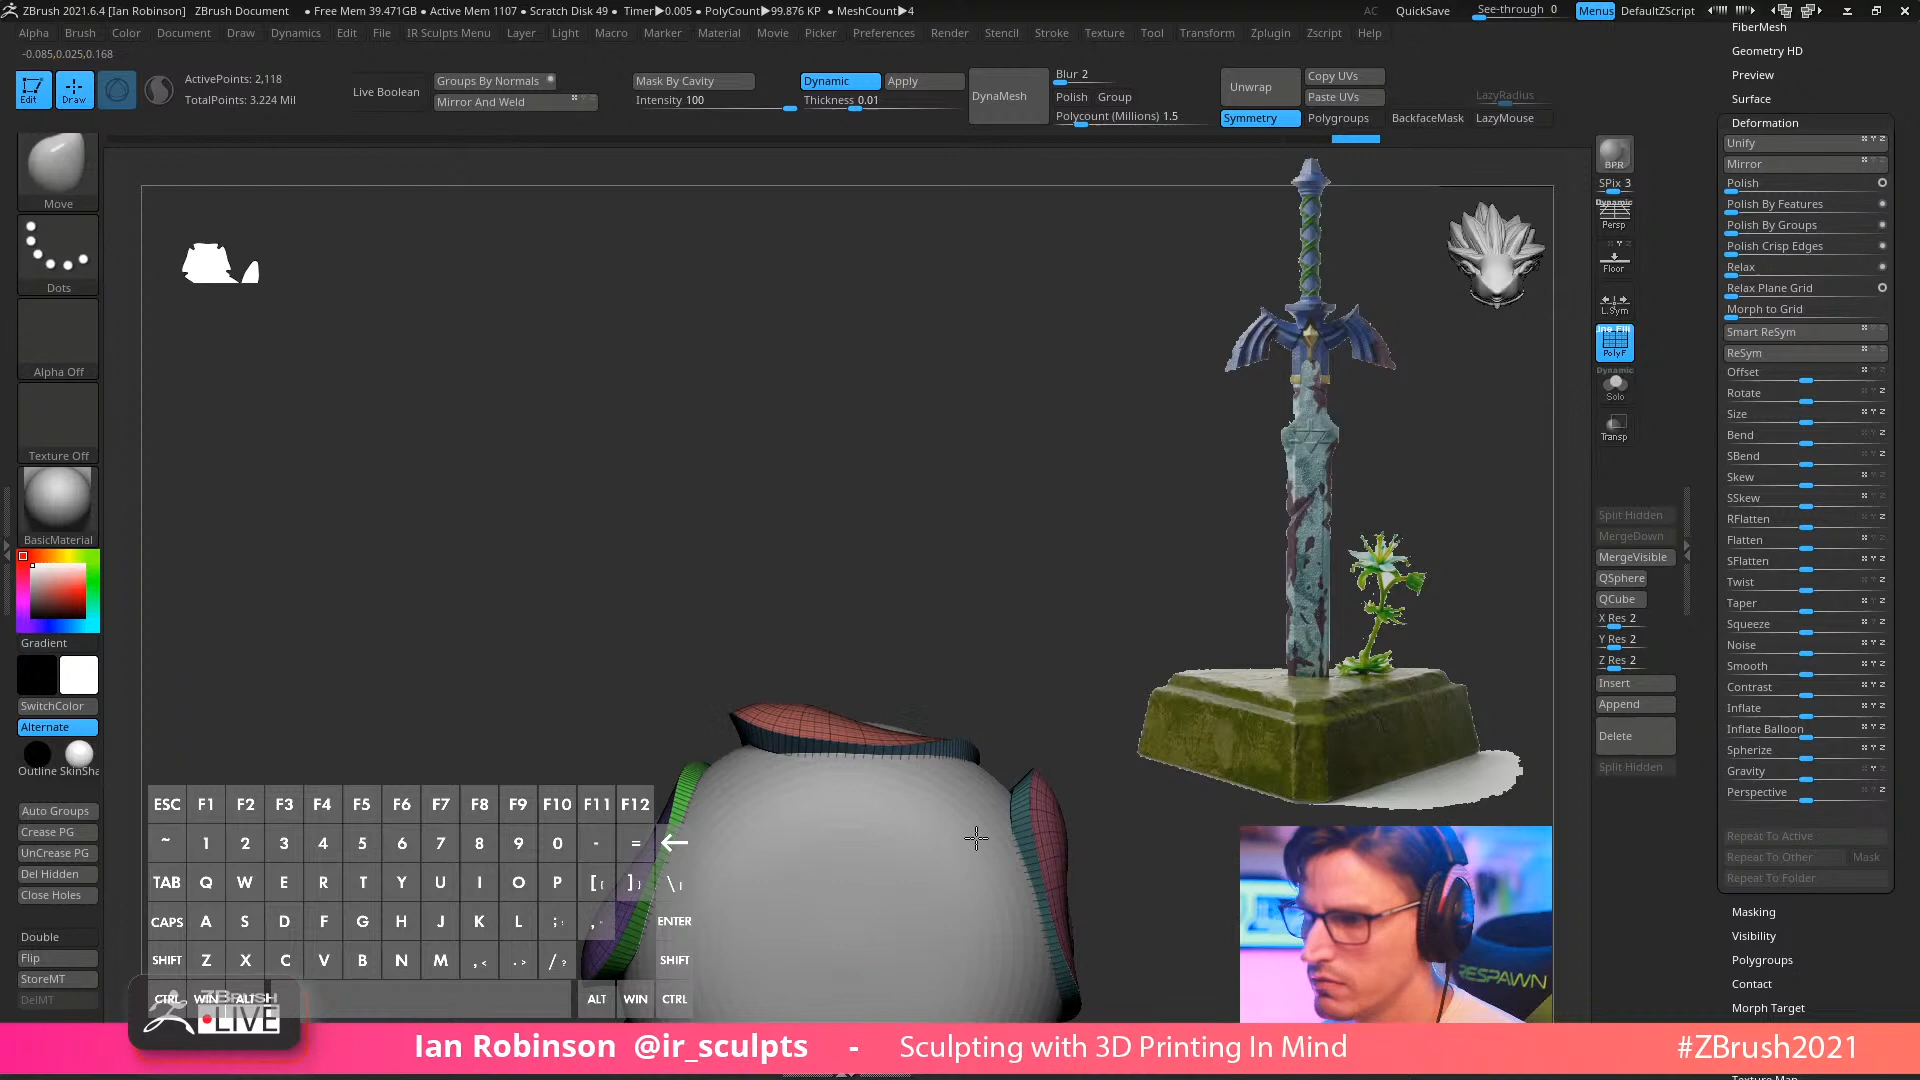 ZBrush 2021.6.4 [Ian Robinson] ZBrush Document • Free Mem 39.471GB • Active Mem 1107 • Scratch Disk 49 • Timer▶0.005 • PolyCount▶99.876 KP • MeshCount▶4 AC QuickSave See-through 0 Menus DefaultZScript
Alpha Brush Color Document Draw Dynamics Edit File IR Sculpts Menu Layer Light Macro Marker Material Movie Picker Preferences Render Stencil Stroke Texture Tool Transform Zplugin Zscript Help
-0.085,0.025,0.168
Edit
Draw
ActivePoints: 2,118
TotalPoints: 3.224 Mil
Live Boolean
Groups By Normals
Mirror And Weld
Mask By Cavity
Intensity 100
Dynamic
Apply
Thickness 0.01
DynaMesh
Blur 2
Polish Group
Polycount (Millions) 1.5
Unwrap
Copy UVs
Paste UVs
Symmetry
Polygroups
BackfaceMask
LazyRadius
LazyMouse
Move
Dots
Alpha Off
Texture Off
BasicMaterial
Gradient
SwitchColor
Alternate
Outline SkinSha
Auto Groups
Crease PG
UnCrease PG
Del Hidden
Close Holes
Double
Flip
StoreMT
DelMT
ESC F1 F2 F3 F4 F5 F6 F7 F8 F9 F10 F11 F12
~ 1 2 3 4 5 6 7 8 9 0 - = ←
TAB Q W E R T Y U I O P [{ ]} \|
CAPS A S D F G H J K L ;: ENTER
SHIFT Z X C V B N M ,< .> /? SHIFT
CTRL WIN ALT ALT WIN CTRL
ZBRUSH
LIVE
BPR
SPix 3
Dynamic
Persp
Floor
L.Sym
Line Fill
PolyF
Dynamic
Solo
Transp
Split Hidden
MergeDown
MergeVisible
QSphere
QCube
X Res 2
Y Res 2
Z Res 2
Insert
Append
Delete
Split Hidden
FiberMesh
Geometry HD
Preview
Surface
Deformation
Unify
Mirror
Polish
Polish By Features
Polish By Groups
Polish Crisp Edges
Relax
Relax Plane Grid
Morph to Grid
Smart ReSym
ReSym
Offset
Rotate
Size
Bend
SBend
Skew
SSkew
RFlatten
Flatten
SFlatten
Twist
Taper
Squeeze
Noise
Smooth
Contrast
Inflate
Inflate Balloon
Spherize
Gravity
Perspective
Repeat To Active
Repeat To Other Mask
Repeat To Folder
Masking
Visibility
Polygroups
Contact
Morph Target
RESPAWN
Ian Robinson @ir_sculpts - Sculpting with 3D Printing In Mind #ZBrush2021